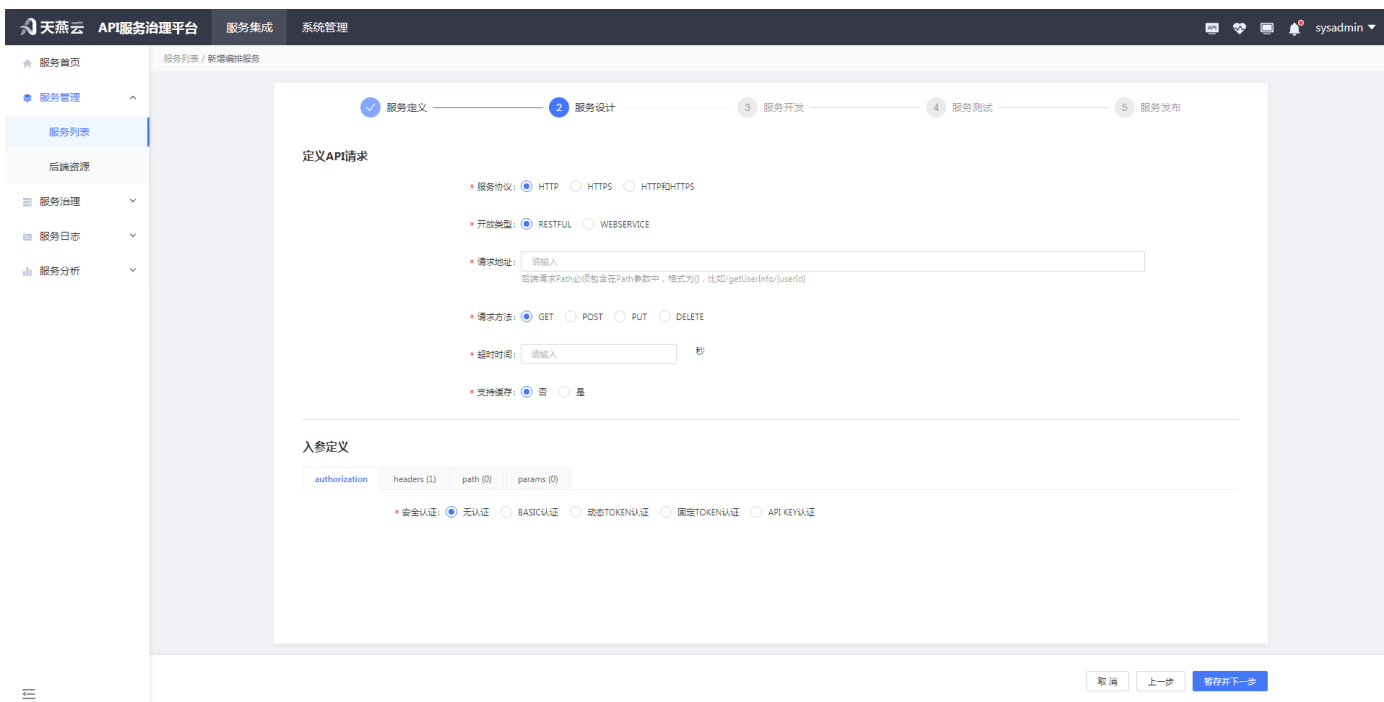 天燕云 API服务治理平台 服务集成 系统管理 API sysadmin
服务首页
服务管理
服务列表
后端资源
服务治理
服务日志
服务分析
服务列表 / 新增编排服务
服务定义 2 服务设计 3 服务开发 4 服务测试 5 服务发布
定义API请求
* 服务协议: HTTP HTTPS HTTP和HTTPS
* 开放类型: RESTFUL WEBSERVICE
* 请求地址: 请输入
后端请求Path必须包含在Path参数中，格式为{}，比如/getUserInfo/{userId}
* 请求方法: GET POST PUT DELETE
* 超时时间: 请输入 秒
* 支持缓存: 否 是
入参定义
authorization headers (1) path (0) params (0)
* 安全认证: 无认证 BASIC认证 动态TOKEN认证 固定TOKEN认证 API KEY认证
取消 上一步 暂存并下一步